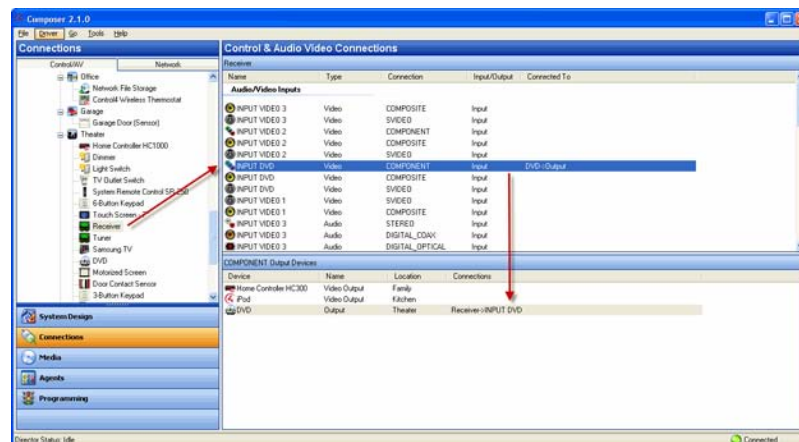 Composer 2.1.0
File Driver Go Tools Help
Connections
Control/AV Network
Office
Network File Storage
Control4 Wireless Thermostat
Garage
Garage Door (Sensor)
Theater
Home Controller HC1000
Dimmer
Light Switch
TV Outlet Switch
System Remote Control SR-250
6-Button Keypad
Touch Screen
Receiver
Tuner
Samsung TV
DVD
Motorized Screen
Door Contact Sensor
3-Button Keypad
System Design
Connections
Media
Agents
Programming
Control & Audio Video Connections
Receiver
Name Type Connection Input/Output Connected To
Audio/Video Inputs
INPUT VIDEO 3 Video COMPOSITE Input
INPUT VIDEO 3 Video SVIDEO Input
INPUT VIDEO 2 Video COMPONENT Input
INPUT VIDEO 2 Video COMPOSITE Input
INPUT VIDEO 2 Video SVIDEO Input
INPUT DVD Video COMPONENT Input DVD->Output
INPUT DVD Video COMPOSITE Input
INPUT DVD Video SVIDEO Input
INPUT VIDEO 1 Video SVIDEO Input
INPUT VIDEO 1 Video COMPOSITE Input
INPUT VIDEO 3 Audio STEREO Input
INPUT VIDEO 3 Audio DIGITAL_COAX Input
INPUT VIDEO 3 Audio DIGITAL_OPTICAL Input
COMPONENT Output Devices
Device Name Location Connections
Home Controller HC300 Video Output Family
iPod Video Output Kitchen
DVD Output Theater Receiver->INPUT DVD
Director Status: Idle
Connected